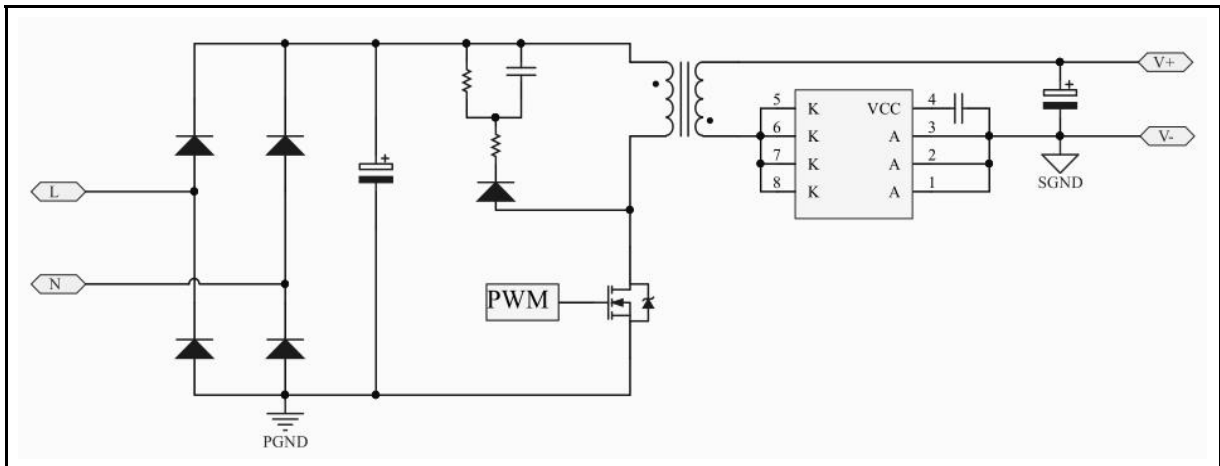 V+
5 K VCC 4
6 K A 3
V-
7 K A 2
8 K A 1
SGND
L
N
PWM
PGND
+
+